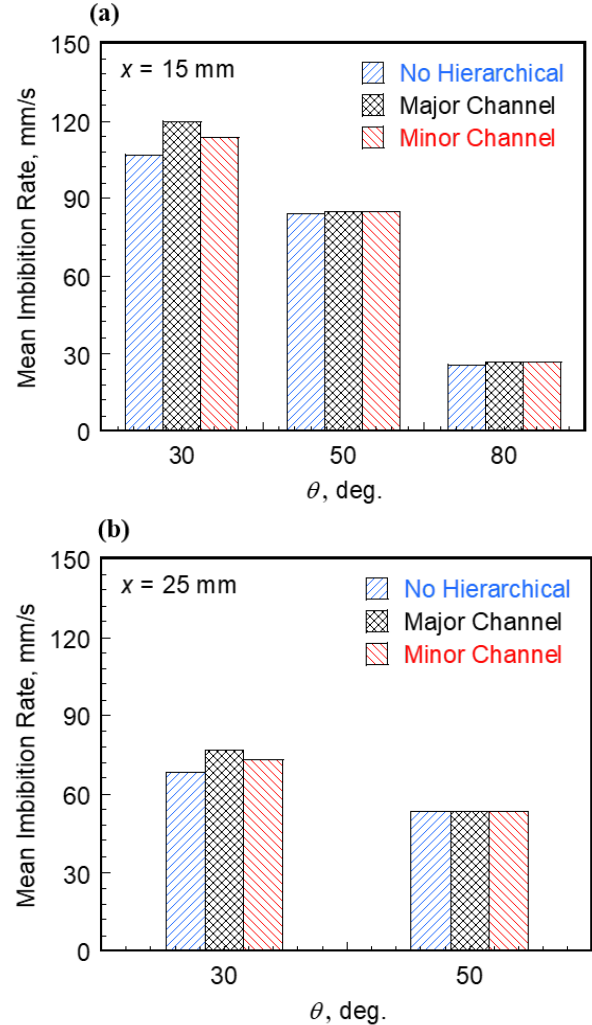 (a)
150
120
90
60
30
0
Mean Imbibition Rate, mm/s
x = 15 mm
No Hierarchical
Major Channel
Minor Channel
30 50 80
θ, deg.
(b)
150
120
90
60
30
0
Mean Imbibition Rate, mm/s
x = 25 mm
No Hierarchical
Major Channel
Minor Channel
30 50
θ, deg.